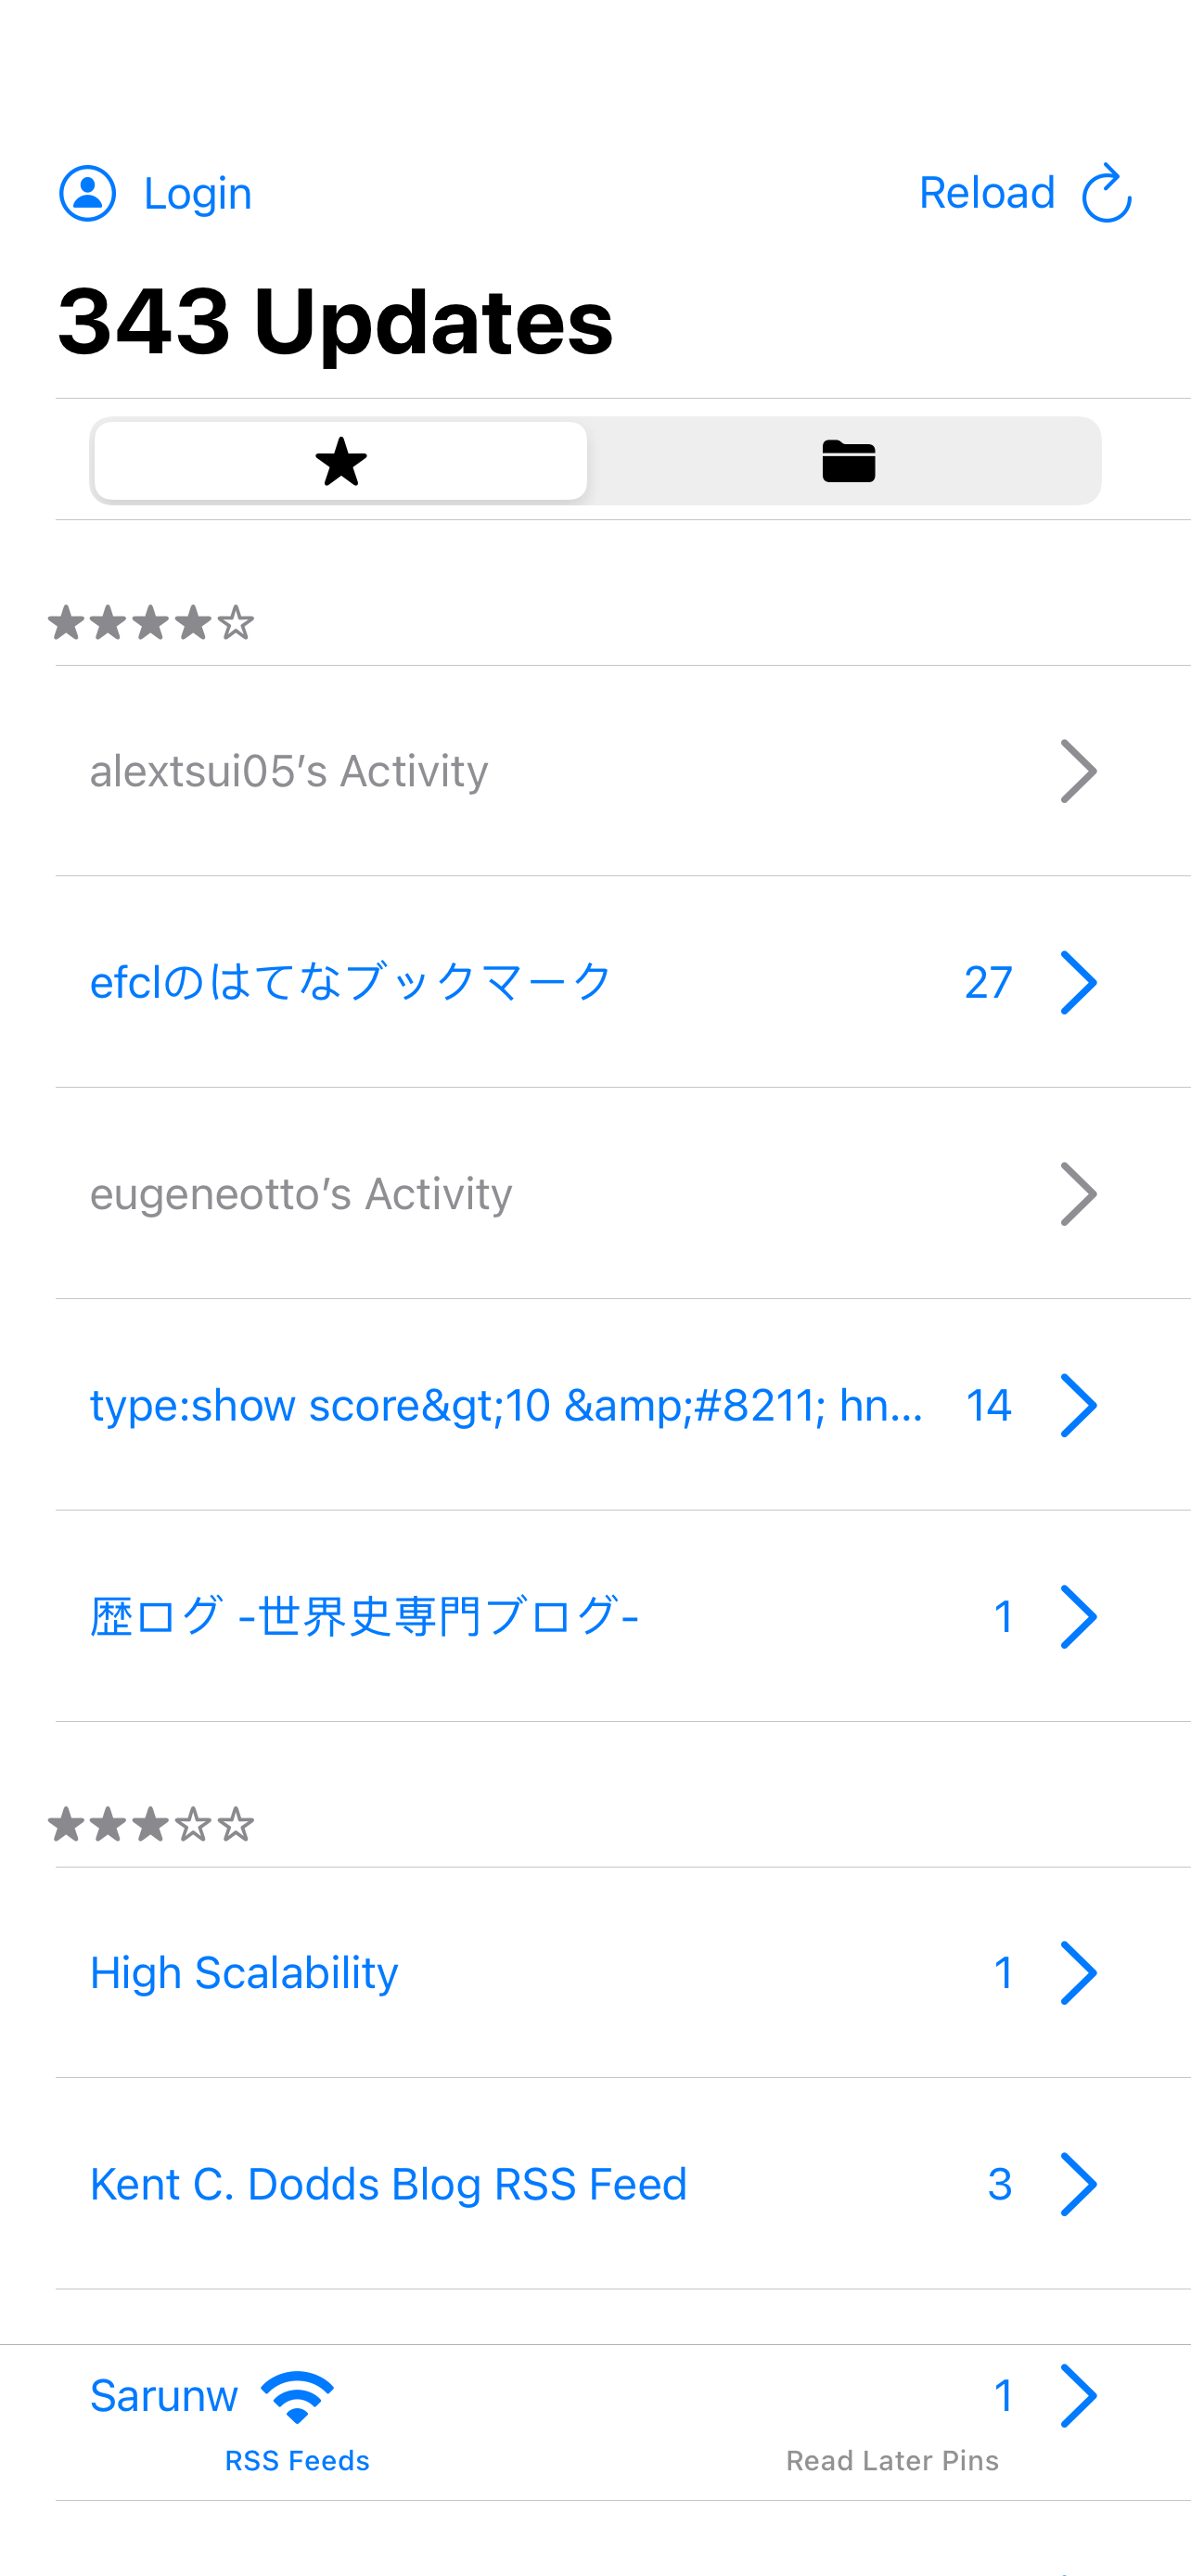 Login
Reload
343 Updates
★★★★☆
alextsui05’s Activity
efclのはてなブックマーク 27
eugeneotto’s Activity
type:show score&gt;10 &amp;#8211; hn... 14
歴ログ -世界史専門ブログ- 1
★★★☆☆
High Scalability 1
Kent C. Dodds Blog RSS Feed 3
Sarunw 1
RSS Feeds
Read Later Pins